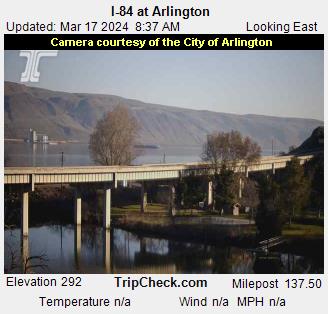 I-84 at Arlington
Updated: Mar 17 2024 8:37 AM Looking East
Camera courtesy of the City of Arlington
Elevation 292 TripCheck.com Milepost 137.50
Temperature n/a Wind n/a MPH n/a